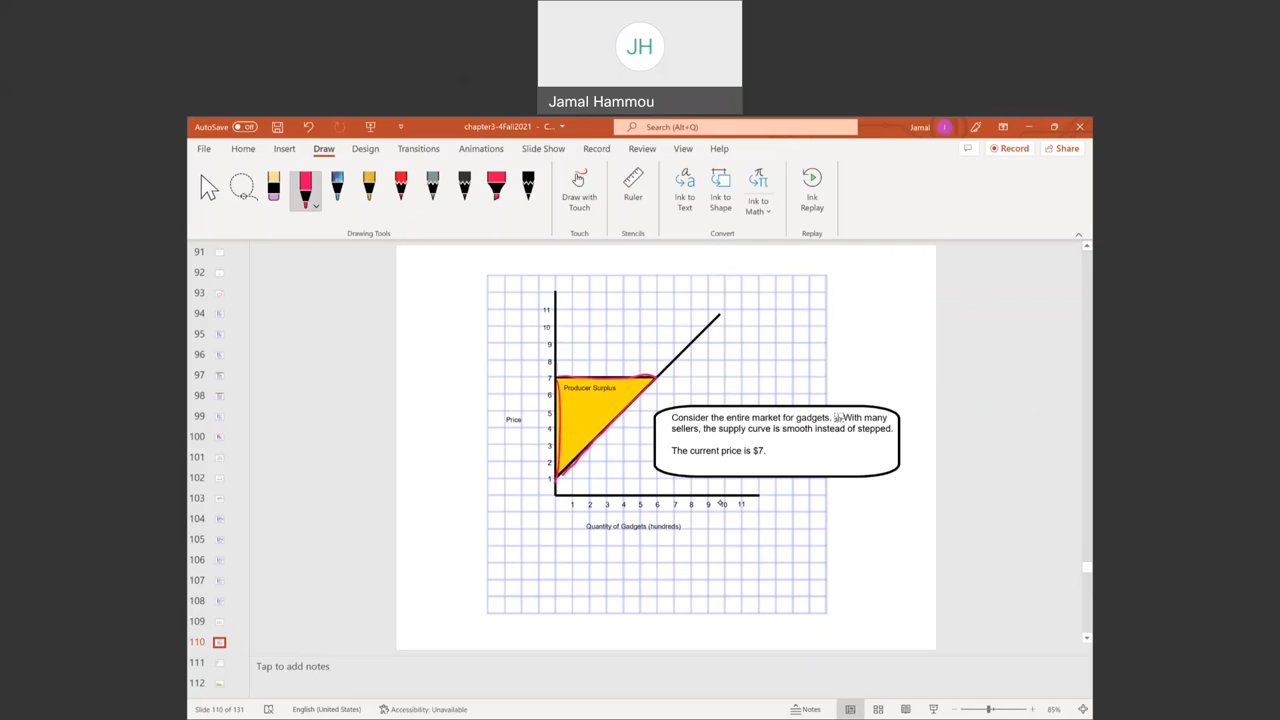 JH
Jamal Hammou
AutoSave Off
chapter3-4Fall2021 - C...
Search (Alt+Q)
Jamal
J
File Home Insert Draw Design Transitions Animations Slide Show Record Review View Help
Record
Share
Draw with Touch
Ruler
Ink to Text
Ink to Shape
Ink to Math
Ink Replay
Drawing Tools
Touch
Stencils
Convert
Replay
91
92
93
94
95
96
97
98
99
100
101
102
103
104
105
106
107
108
109
110
111
112
11
10
9
8
7
6
5
4
3
2
1
Price
Producer Surplus
Consider the entire market for gadgets. With many
sellers, the supply curve is smooth instead of stepped.
The current price is $7.
1 2 3 4 5 6 7 8 9 10 11
Quantity of Gadgets (hundreds)
Tap to add notes
Slide 110 of 131
English (United States)
Accessibility: Unavailable
Notes
85%